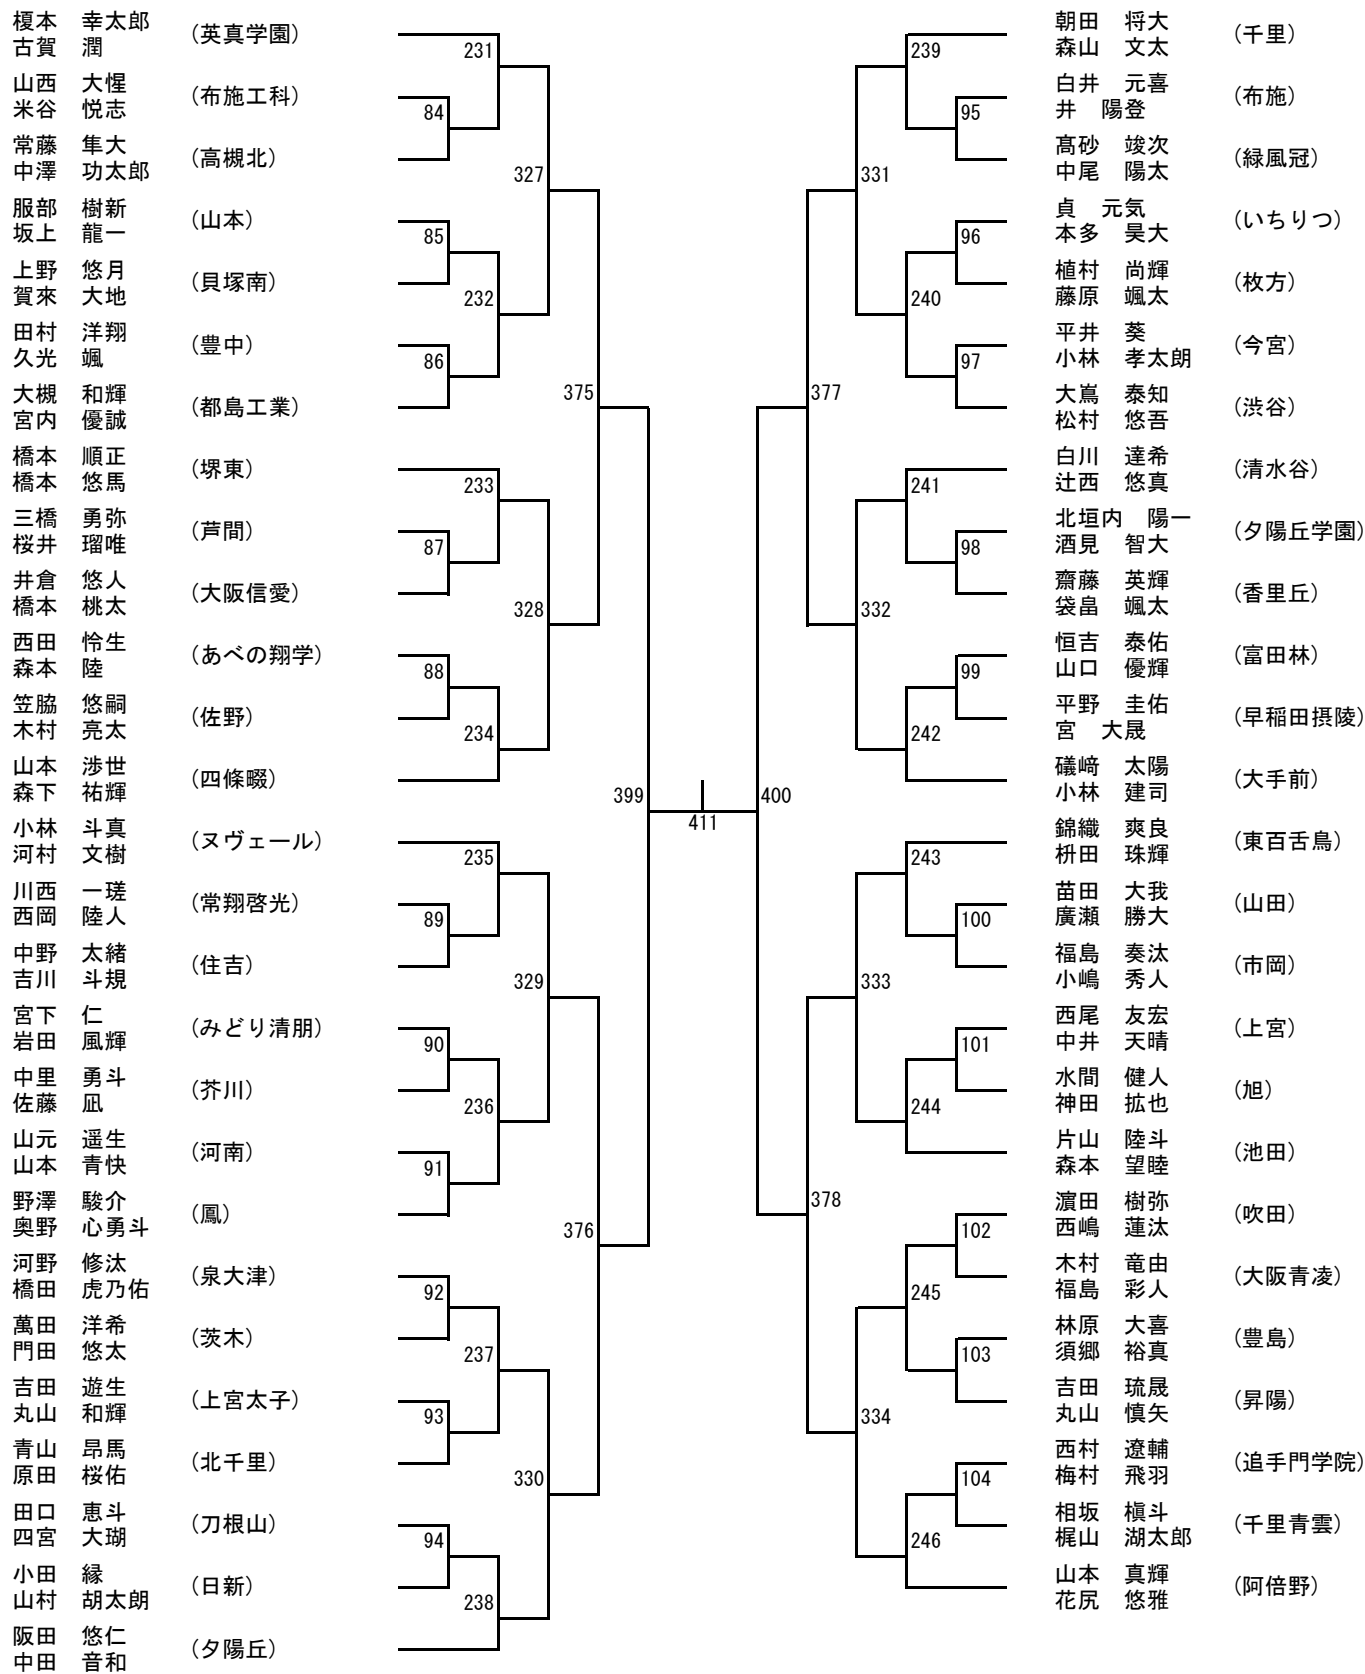 榎本　幸太郎
古賀　潤
(英真学園)
山西　大惺
米谷　悦志
(布施工科)
常藤　隼大
中澤　功太郎
(高槻北)
服部　樹新
坂上　龍一
(山本)
上野　悠月
賀來　大地
(貝塚南)
田村　洋翔
久光　颯
(豊中)
大槻　和輝
宮内　優誠
(都島工業)
橋本　順正
橋本　悠馬
(堺東)
三橋　勇弥
桜井　瑠唯
(芦間)
井倉　悠人
橋本　桃太
(大阪信愛)
西田　怜生
森本　陸
(あべの翔学)
笠脇　悠嗣
木村　亮太
(佐野)
山本　渉世
森下　祐輝
(四條畷)
小林　斗真
河村　文樹
(ヌヴェール)
川西　一瑳
西岡　陸人
(常翔啓光)
中野　太緒
吉川　斗規
(住吉)
宮下　仁
岩田　風輝
(みどり清朋)
中里　勇斗
佐藤　凪
(芥川)
山元　遥生
山本　青快
(河南)
野澤　駿介
奥野　心勇斗
(鳳)
河野　修汰
橋田　虎乃佑
(泉大津)
萬田　洋希
門田　悠太
(茨木)
吉田　遊生
丸山　和輝
(上宮太子)
青山　昂馬
原田　桜佑
(北千里)
田口　恵斗
四宮　大瑚
(刀根山)
小田　縁
山村　胡太朗
(日新)
阪田　悠仁
中田　音和
(夕陽丘)
231
84
327
85
232
86
375
233
87
328
88
234
399
235
89
329
90
236
91
376
92
237
93
330
94
238
411
400
239
95
331
96
240
97
377
241
98
332
99
242
243
100
333
101
244
378
102
245
103
334
104
246
朝田　将大
森山　文太
(千里)
白井　元喜
井　陽登
(布施)
髙砂　竣次
中尾　陽太
(緑風冠)
貞　元気
本多　昊大
(いちりつ)
植村　尚輝
藤原　颯太
(枚方)
平井　葵
小林　孝太朗
(今宮)
大嶌　泰知
松村　悠吾
(渋谷)
白川　達希
辻西　悠真
(清水谷)
北垣内　陽一
酒見　智大
(夕陽丘学園)
齋藤　英輝
袋畠　颯太
(香里丘)
恒吉　泰佑
山口　優輝
(富田林)
平野　圭佑
宮　大晟
(早稲田摂陵)
礒﨑　太陽
小林　建司
(大手前)
錦織　爽良
枡田　珠輝
(東百舌鳥)
苗田　大我
廣瀬　勝大
(山田)
福島　奏汰
小嶋　秀人
(市岡)
西尾　友宏
中井　天晴
(上宮)
水間　健人
神田　拡也
(旭)
片山　陸斗
森本　望睦
(池田)
濵田　樹弥
西嶋　蓮汰
(吹田)
木村　竜由
福島　彩人
(大阪青凌)
林原　大喜
須郷　裕真
(豊島)
吉田　琉晟
丸山　慎矢
(昇陽)
西村　遼輔
梅村　飛羽
(追手門学院)
相坂　槇斗
梶山　湖太郎
(千里青雲)
山本　真輝
花尻　悠雅
(阿倍野)